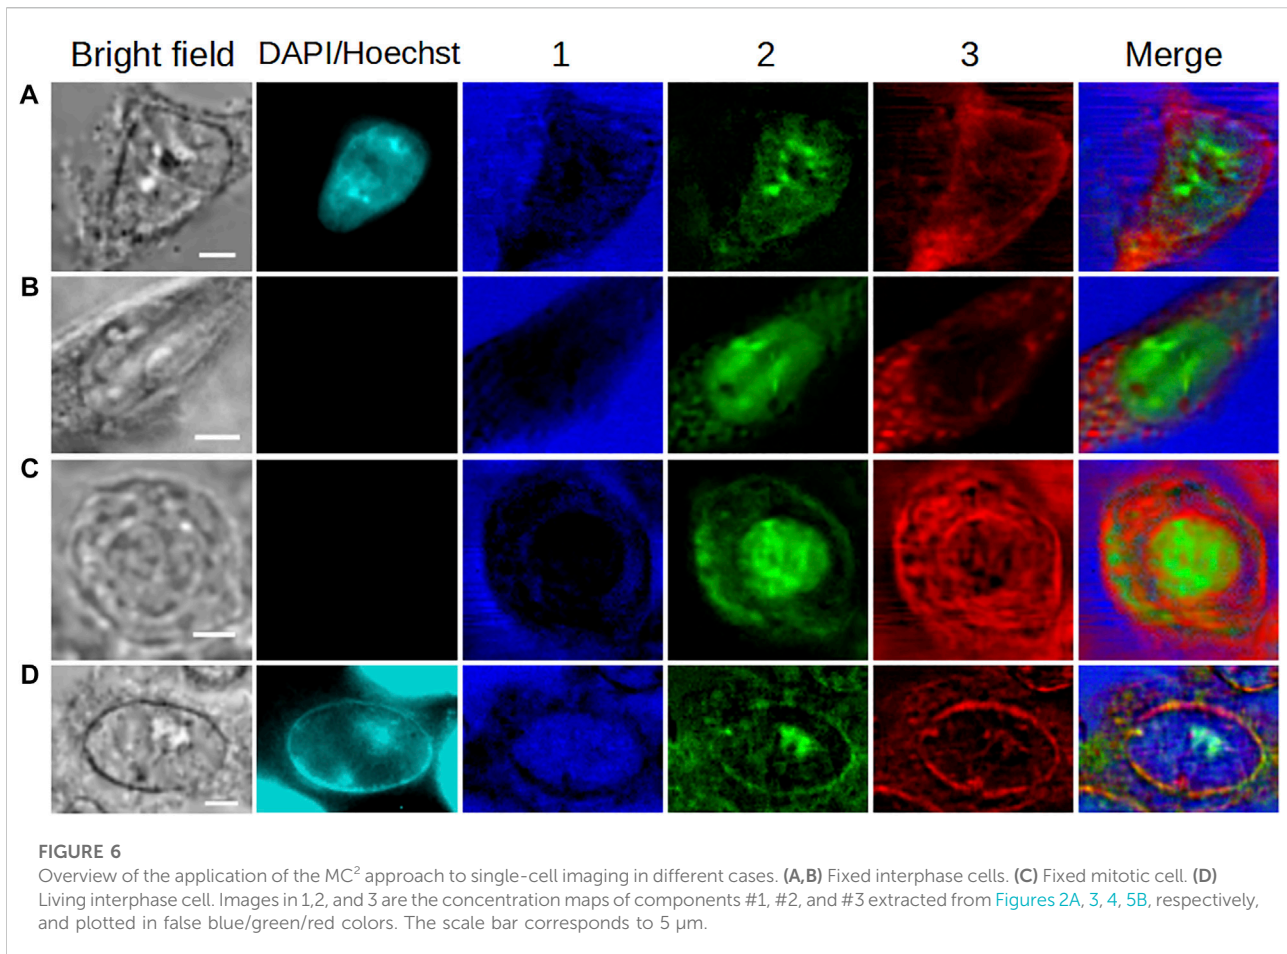 Bright field DAPI/Hoechst 1 2 3 Merge
A
B
C
D
FIGURE 6
Overview of the application of the MC² approach to single-cell imaging in different cases. (A,B) Fixed interphase cells. (C) Fixed mitotic cell. (D)
Living interphase cell. Images in 1,2, and 3 are the concentration maps of components #1, #2, and #3 extracted from Figures 2A, 3, 4, 5B, respectively,
and plotted in false blue/green/red colors. The scale bar corresponds to 5 μm.